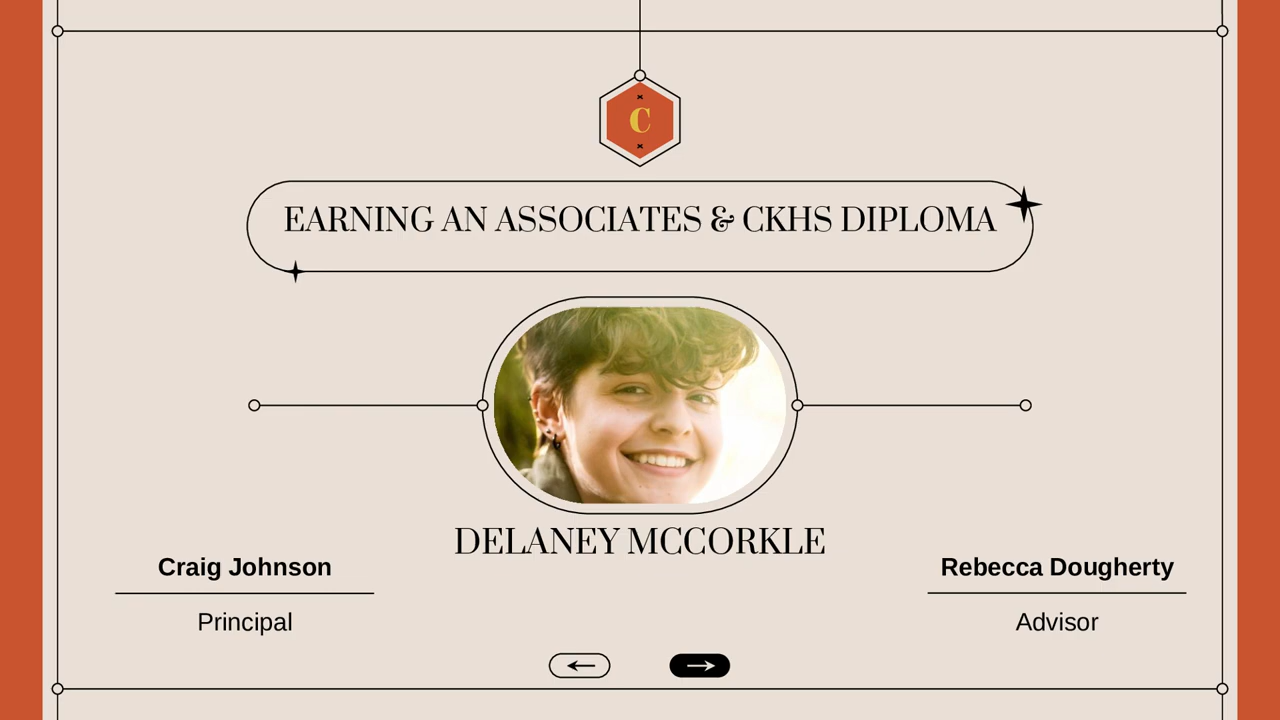 C
EARNING AN ASSOCIATES & CKHS DIPLOMA
DELANEY MCCORKLE
Craig Johnson
Principal
Rebecca Dougherty
Advisor